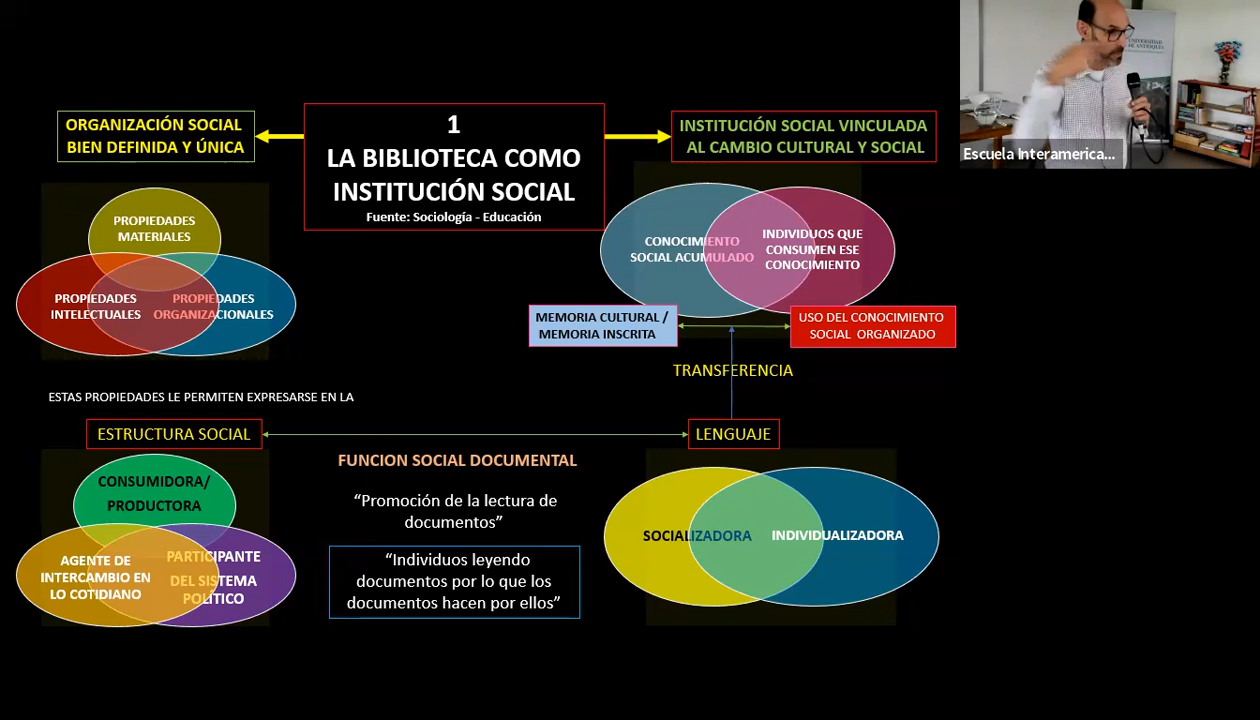 1
LA BIBLIOTECA COMO
INSTITUCIÓN SOCIAL
Fuente: Sociología - Educación
ORGANIZACIÓN SOCIAL
BIEN DEFINIDA Y ÚNICA
INSTITUCIÓN SOCIAL VINCULADA
AL CAMBIO CULTURAL Y SOCIAL
PROPIEDADES
MATERIALES
PROPIEDADES
INTELECTUALES
PROPIEDADES
ORGANIZACIONALES
CONOCIMIENTO
SOCIAL ACUMULADO
INDIVIDUOS QUE
CONSUMEN ESE
CONOCIMIENTO
MEMORIA CULTURAL /
MEMORIA INSCRITA
USO DEL CONOCIMIENTO
SOCIAL ORGANIZADO
TRANSFERENCIA
ESTAS PROPIEDADES LE PERMITEN EXPRESARSE EN LA
ESTRUCTURA SOCIAL
LENGUAJE
CONSUMIDORA/
PRODUCTORA
AGENTE DE
INTERCAMBIO EN
LO COTIDIANO
PARTICIPANTE
DEL SISTEMA
POLÍTICO
FUNCION SOCIAL DOCUMENTAL
“Promoción de la lectura de
documentos”
“Individuos leyendo
documentos por lo que los
documentos hacen por ellos”
SOCIALIZADORA
INDIVIDUALIZADORA
UNIVERSIDAD
DE ANTIOQUIA
Escuela Interamerica...